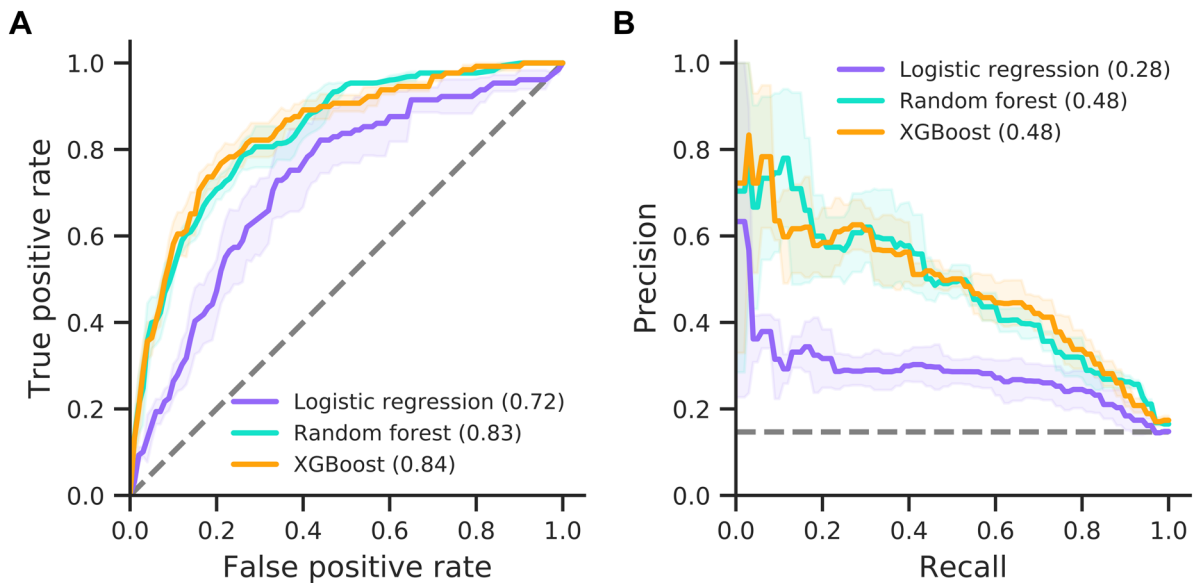 A
True positive rate
1.0
0.8
0.6
0.4
0.2
0.0
Logistic regression (0.72)
Random forest (0.83)
XGBoost (0.84)
0.0 0.2 0.4 0.6 0.8 1.0
False positive rate
B
Precision
1.0
0.8
0.6
0.4
0.2
0.0
Logistic regression (0.28)
Random forest (0.48)
XGBoost (0.48)
0.0 0.2 0.4 0.6 0.8 1.0
Recall